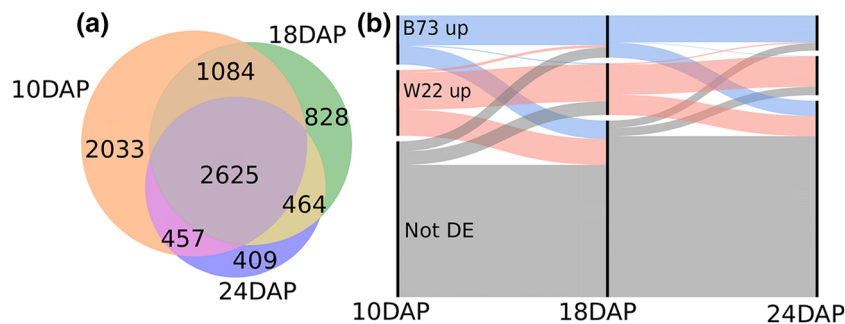 (a)
18DAP
10DAP
1084
828
2033
2625
464
457
409
24DAP
(b)
B73 up
W22 up
Not DE
10DAP 18DAP 24DAP